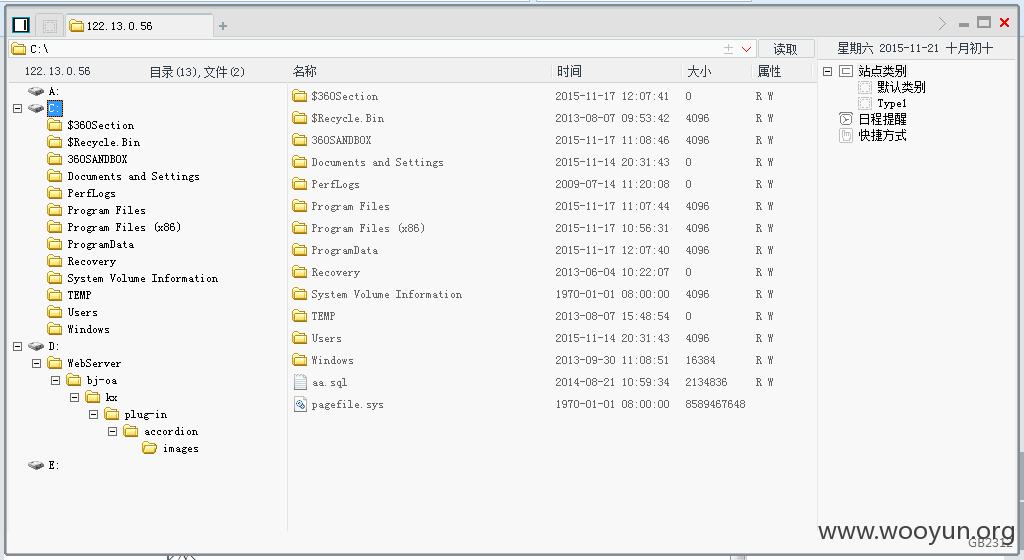 122.13.0.56
C:\
读取
星期六 2015-11-21 十月初十
122.13.0.56 目录(13),文件(2)
名称 时间 大小 属性
A:
C:
$360Section
$Recycle.Bin
360SANDBOX
Documents and Settings
PerfLogs
Program Files
Program Files (x86)
ProgramData
Recovery
System Volume Information
TEMP
Users
Windows
D:
WebServer
bj-oa
kx
plug-in
accordion
images
E:
$360Section 2015-11-17 12:07:41 0 R W
$Recycle.Bin 2013-08-07 09:53:42 4096 R W
360SANDBOX 2015-11-17 11:08:46 4096 R W
Documents and Settings 2015-11-14 20:31:43 0 R W
PerfLogs 2009-07-14 11:20:08 0 R W
Program Files 2015-11-17 11:07:44 4096 R W
Program Files (x86) 2015-11-17 10:56:31 4096 R W
ProgramData 2015-11-17 12:07:40 4096 R W
Recovery 2013-06-04 10:22:07 0 R W
System Volume Information 1970-01-01 08:00:00 4096 R W
TEMP 2013-08-07 15:48:54 0 R W
Users 2015-11-14 20:31:43 4096 R W
Windows 2013-09-30 11:08:51 16384 R W
aa.sql 2014-08-21 10:59:34 2134836 R W
pagefile.sys 1970-01-01 08:00:00 8589467648
站点类别
默认类别
Type1
日程提醒
快捷方式
www.wooyun.org
GB2312